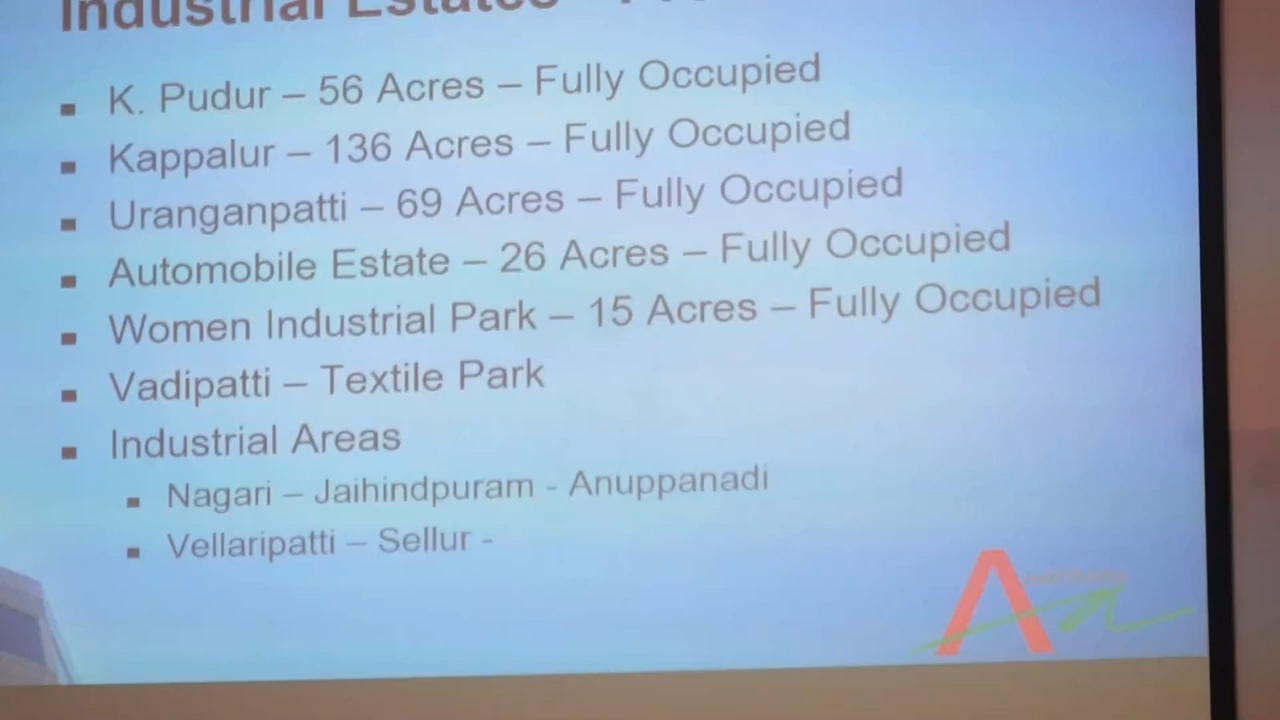 Industrial Estates -
K. Pudur – 56 Acres – Fully Occupied
Kappalur – 136 Acres – Fully Occupied
Uranganpatti – 69 Acres – Fully Occupied
Automobile Estate – 26 Acres – Fully Occupied
Women Industrial Park – 15 Acres – Fully Occupied
Vadipatti – Textile Park
Industrial Areas
Nagari – Jaihindpuram - Anuppanadi
Vellaripatti – Sellur -